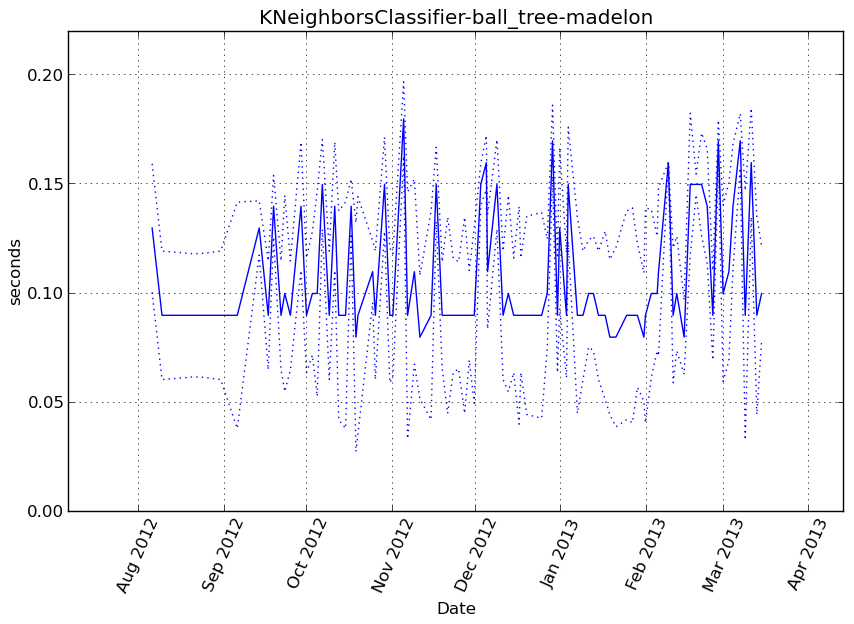 KNeighborsClassifier-ball_tree-madelon
0.20
0.15
0.10
0.05
0.00
seconds
Aug 2012
Sep 2012
Oct 2012
Nov 2012
Dec 2012
Jan 2013
Feb 2013
Mar 2013
Apr 2013
Date